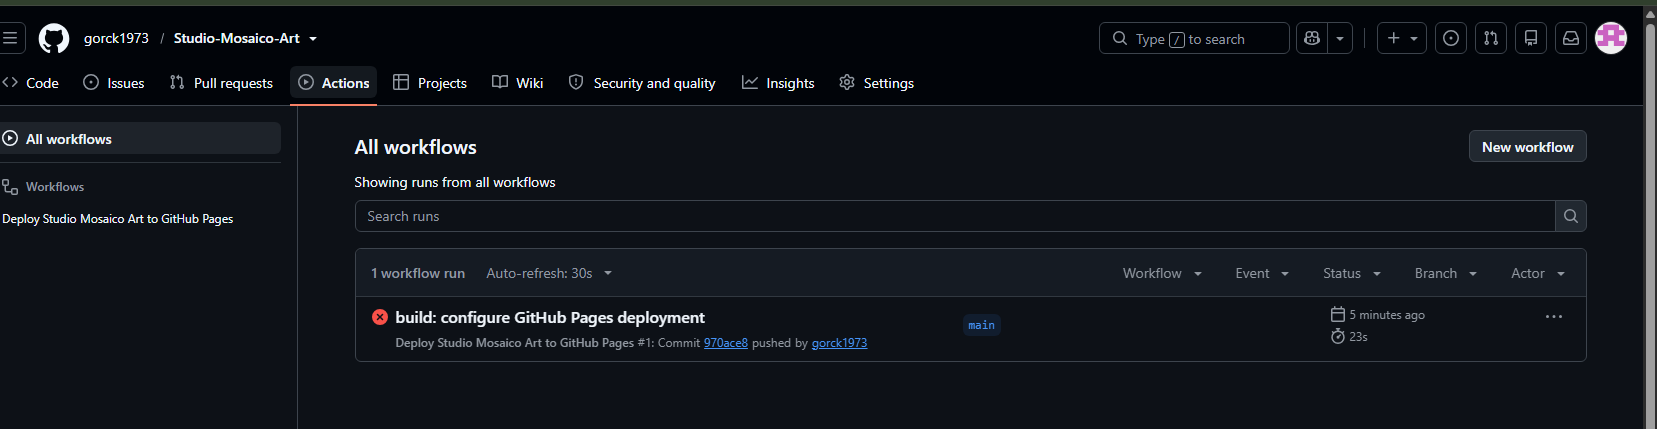 gorck1973 / Studio-Mosaico-Art
Type / to search
Code Issues Pull requests Actions Projects Wiki Security and quality Insights Settings
All workflows
Workflows
Deploy Studio Mosaico Art to GitHub Pages
All workflows
New workflow
Showing runs from all workflows
Search runs
1 workflow run Auto-refresh: 30s Workflow Event Status Branch Actor
build: configure GitHub Pages deployment
main
5 minutes ago
Deploy Studio Mosaico Art to GitHub Pages #1: Commit 970ace8 pushed by gorck1973
23s